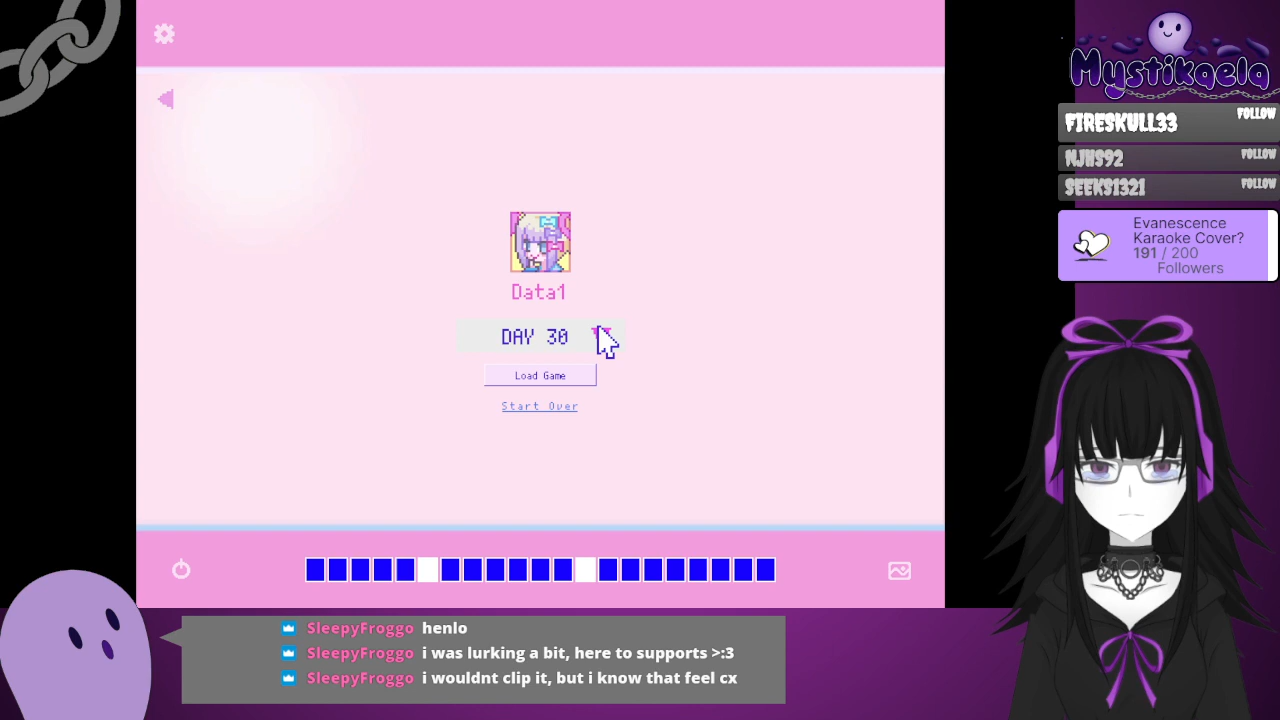 Mystikaela
FIRESKULL33 FOLLOW
NJHS92 FOLLOW
SEEKS1321 FOLLOW
Evanescence
Karaoke Cover?
191 / 200
Followers
Data1
DAY 30
Load Game
Start Over
SleepyFroggo henlo
SleepyFroggo i was lurking a bit, here to supports >:3
SleepyFroggo i wouldnt clip it, but i know that feel cx